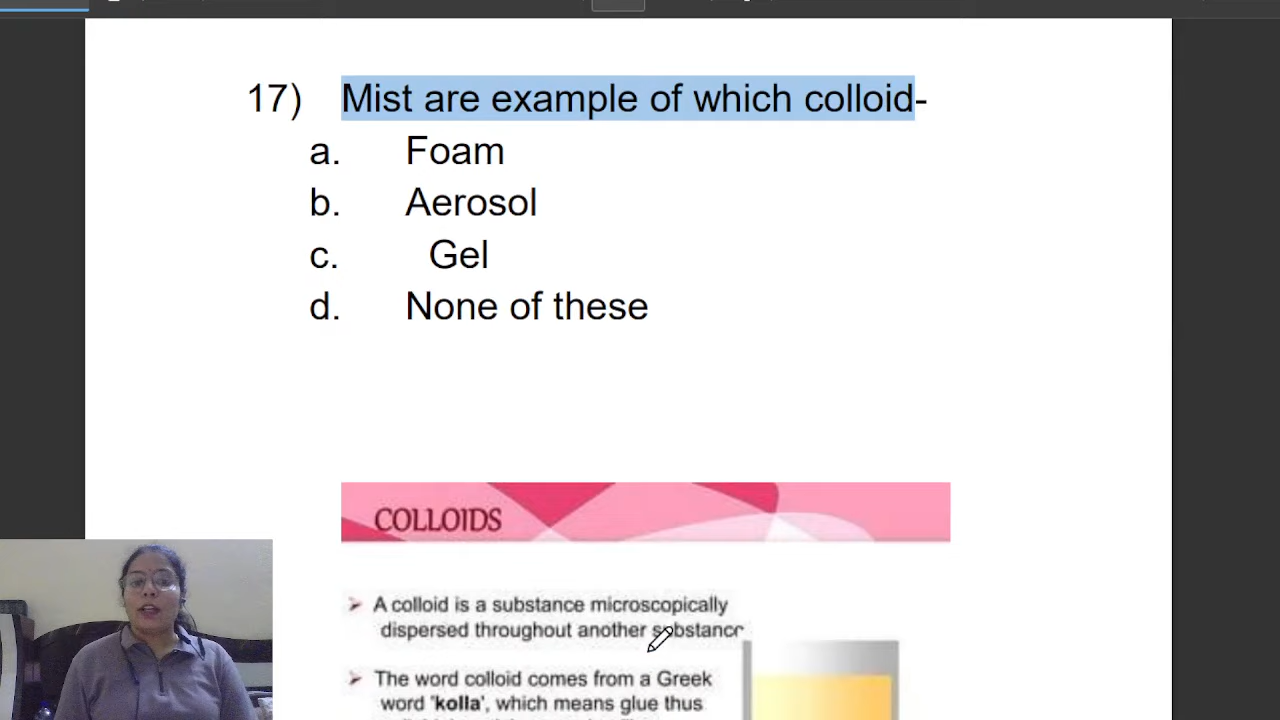 17) Mist are example of which colloid-
a. Foam
b. Aerosol
c. Gel
d. None of these
COLLOIDS
➢ A colloid is a substance microscopically
dispersed throughout another substance
➢ The word colloid comes from a Greek
word 'kolla', which means glue thus